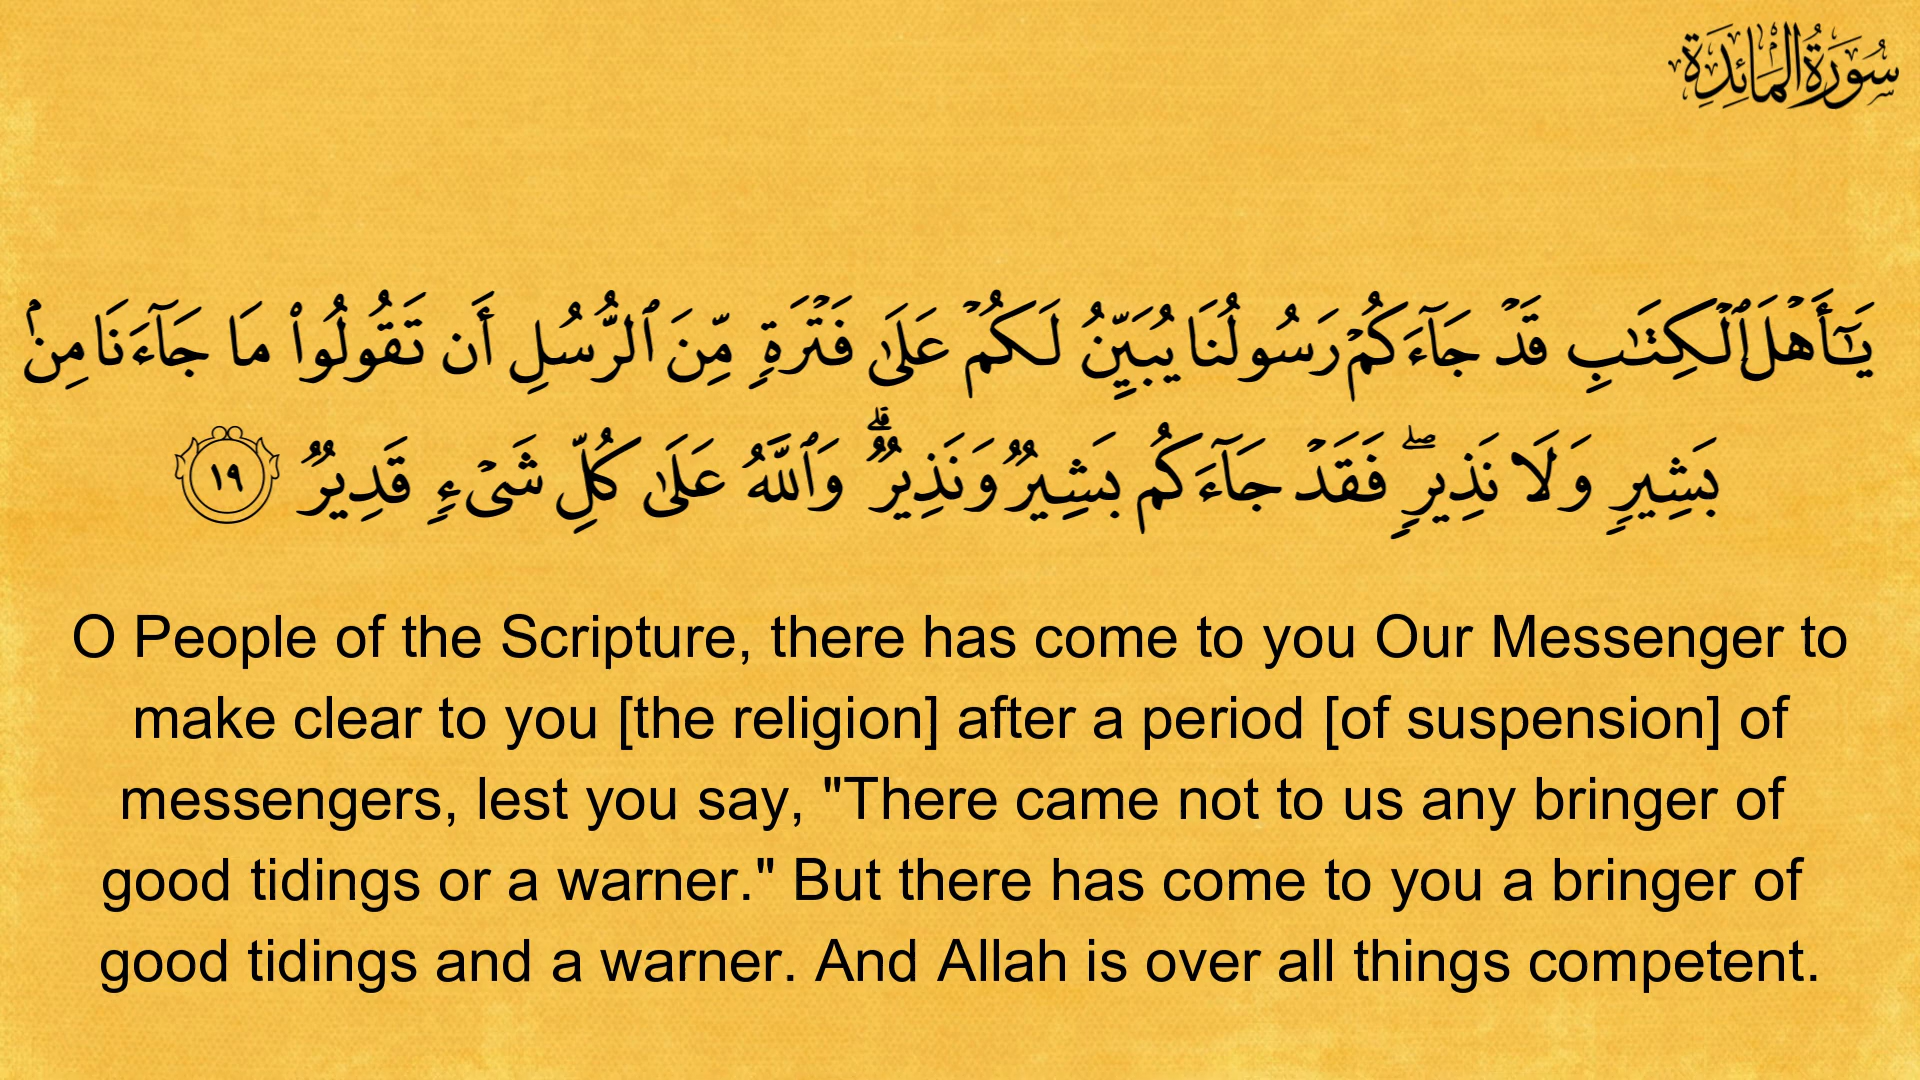 سُورَةُ الْمَائِدَةِ
يَـٰٓأَهْلَ ٱلْكِتَـٰبِ قَدْ جَآءَكُمْ رَسُولُنَا يُبَيِّنُ لَكُمْ عَلَىٰ فَتْرَةٍ مِّنَ ٱلرُّسُلِ أَن تَقُولُوا۟ مَا جَآءَنَا مِنۢ
بَشِيرٍ وَلَا نَذِيرٍ ۖ فَقَدْ جَآءَكُم بَشِيرٌ وَنَذِيرٌ ۗ وَٱللَّهُ عَلَىٰ كُلِّ شَىْءٍ قَدِيرٌ ١٩
O People of the Scripture, there has come to you Our Messenger to
make clear to you [the religion] after a period [of suspension] of
messengers, lest you say, "There came not to us any bringer of
good tidings or a warner." But there has come to you a bringer of
good tidings and a warner. And Allah is over all things competent.